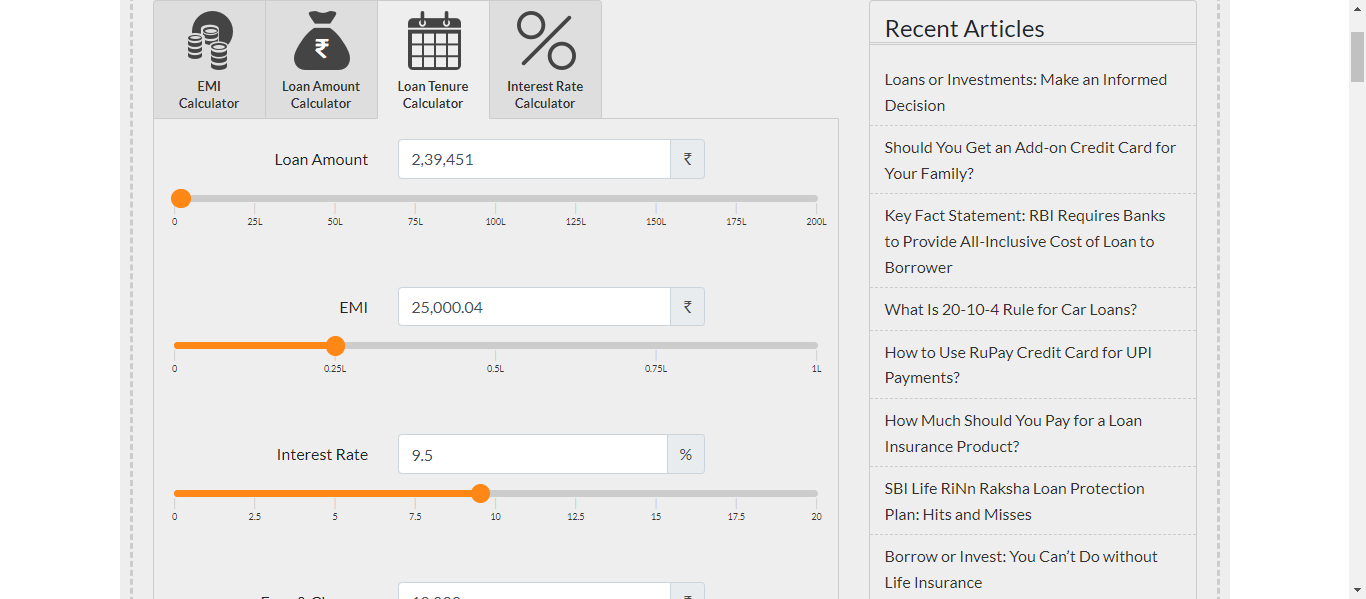 EMI
Calculator
Loan Amount
Calculator
Loan Tenure
Calculator
Interest Rate
Calculator
Loan Amount
2,39,451
₹
0
25L
50L
75L
100L
125L
150L
175L
200L
EMI
25,000.04
₹
0
0.25L
0.5L
0.75L
1L
Interest Rate
9.5
%
0
2.5
5
7.5
10
12.5
15
17.5
20
Recent Articles
Loans or Investments: Make an Informed
Decision
Should You Get an Add-on Credit Card for
Your Family?
Key Fact Statement: RBI Requires Banks
to Provide All-Inclusive Cost of Loan to
Borrower
What Is 20-10-4 Rule for Car Loans?
How to Use RuPay Credit Card for UPI
Payments?
How Much Should You Pay for a Loan
Insurance Product?
SBI Life RiNn Raksha Loan Protection
Plan: Hits and Misses
Borrow or Invest: You Can’t Do without
Life Insurance